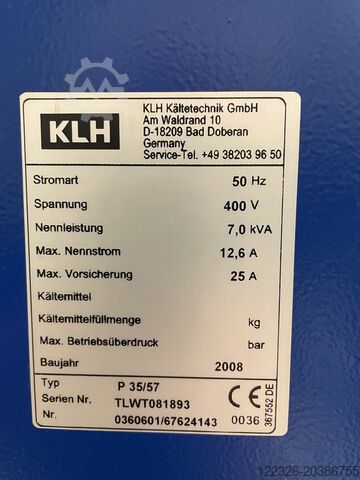 KLH
KLH Kältetechnik GmbH
Am Waldrand 10
D-18209 Bad Doberan
Germany
Service-Tel. +49 38203 96 50
Stromart 50 Hz
Spannung 400 V
Nennleistung 7,0 kVA
Max. Nennstrom 12,6 A
Max. Vorsicherung 25 A
Kältemittel
Kältemittelfüllmenge kg
Max. Betriebsüberdruck bar
Baujahr 2008
Typ P 35/57
Serien Nr. TLWT081893
Nr. 0360601/67624143
CE
0036
367552 DE
122326-20386755